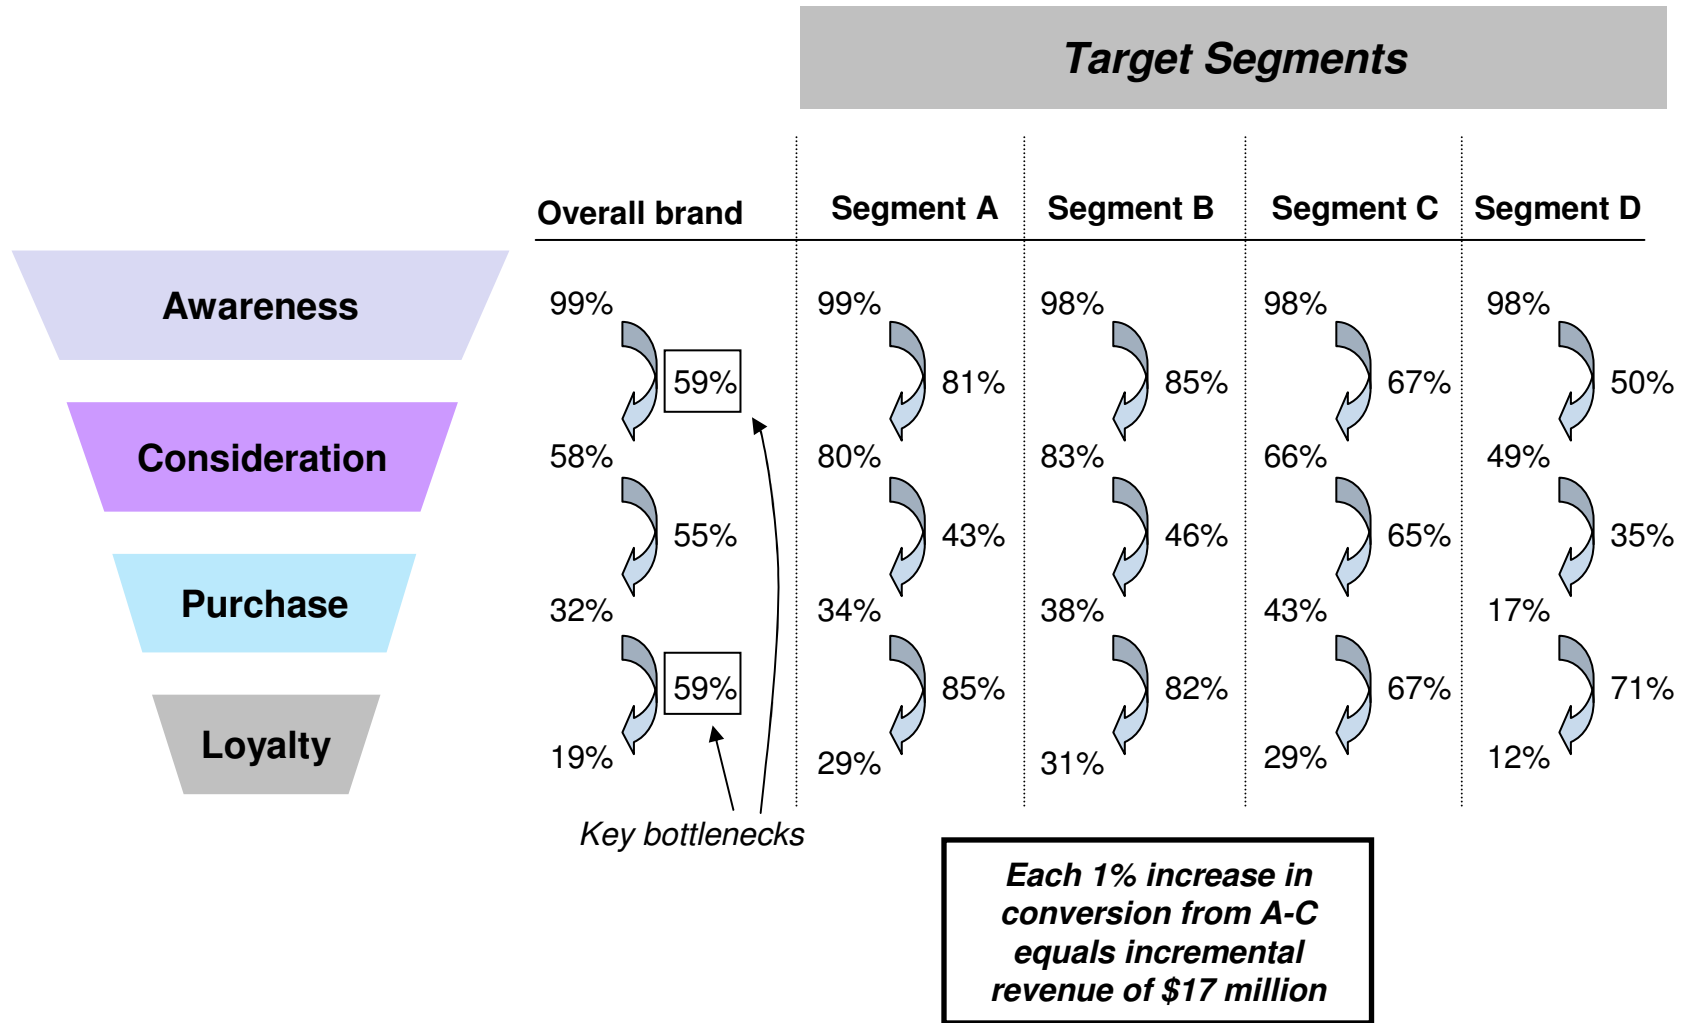 Target Segments
Overall brand
Segment A
Segment B
Segment C
Segment D
Awareness
99%
99%
98%
98%
98%
59%
81%
85%
67%
50%
Consideration
58%
80%
83%
66%
49%
55%
43%
46%
65%
35%
Purchase
32%
34%
38%
43%
17%
59%
85%
82%
67%
71%
Loyalty
19%
29%
31%
29%
12%
Key bottlenecks
Each 1% increase in
conversion from A-C
equals incremental
revenue of $17 million